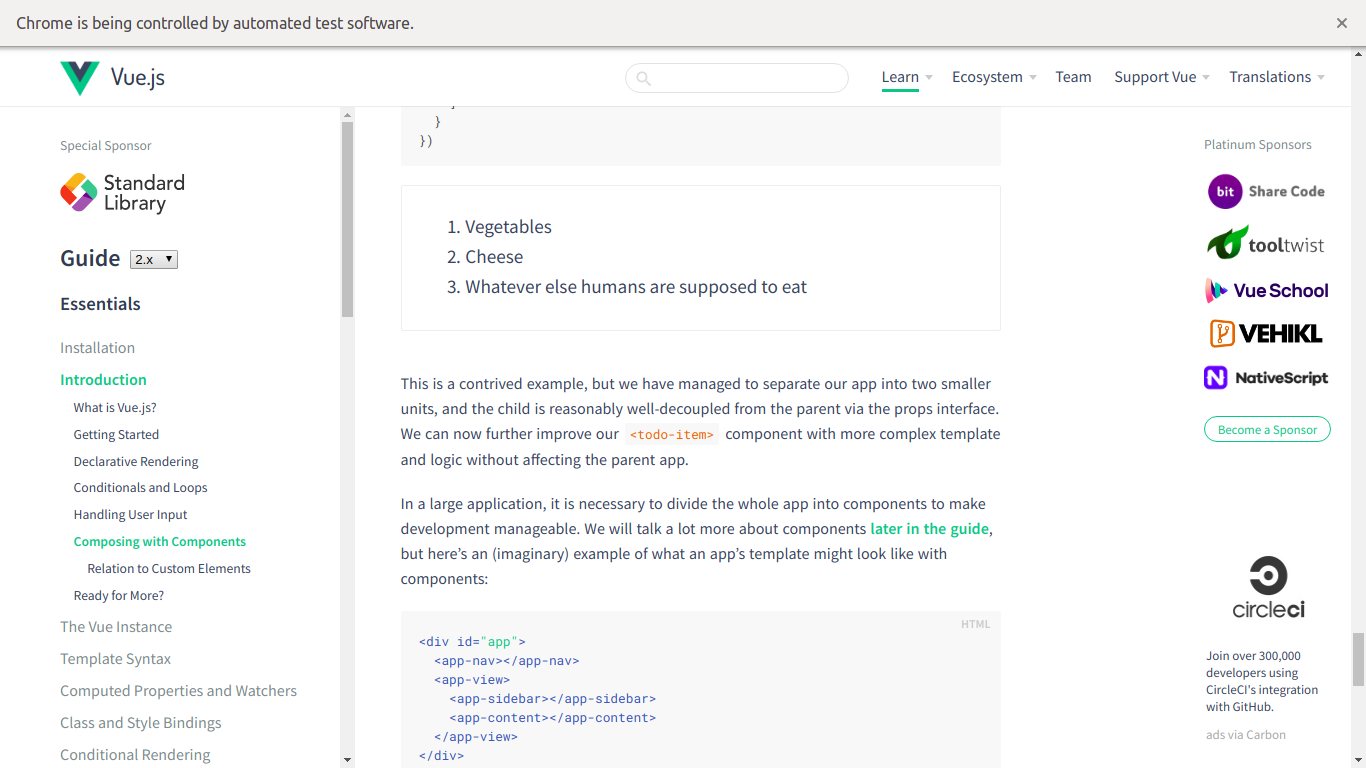 Chrome is being controlled by automated test software.
Vue.js
Learn
Ecosystem
Team
Support Vue
Translations
Special Sponsor
Standard
Library
Guide
2.x
Essentials
Installation
Introduction
What is Vue.js?
Getting Started
Declarative Rendering
Conditionals and Loops
Handling User Input
Composing with Components
Relation to Custom Elements
Ready for More?
The Vue Instance
Template Syntax
Computed Properties and Watchers
Class and Style Bindings
Conditional Rendering
}
})
1. Vegetables
2. Cheese
3. Whatever else humans are supposed to eat
This is a contrived example, but we have managed to separate our app into two smaller
units, and the child is reasonably well-decoupled from the parent via the props interface.
We can now further improve our <todo-item> component with more complex template
and logic without affecting the parent app.
In a large application, it is necessary to divide the whole app into components to make
development manageable. We will talk a lot more about components later in the guide,
but here’s an (imaginary) example of what an app’s template might look like with
components:
HTML
<div id="app">
<app-nav></app-nav>
<app-view>
<app-sidebar></app-sidebar>
<app-content></app-content>
</app-view>
</div>
Platinum Sponsors
bit Share Code
tooltwist
Vue School
VEHIKL
NativeScript
Become a Sponsor
circleci
Join over 300,000
developers using
CircleCI's integration
with GitHub.
ads via Carbon